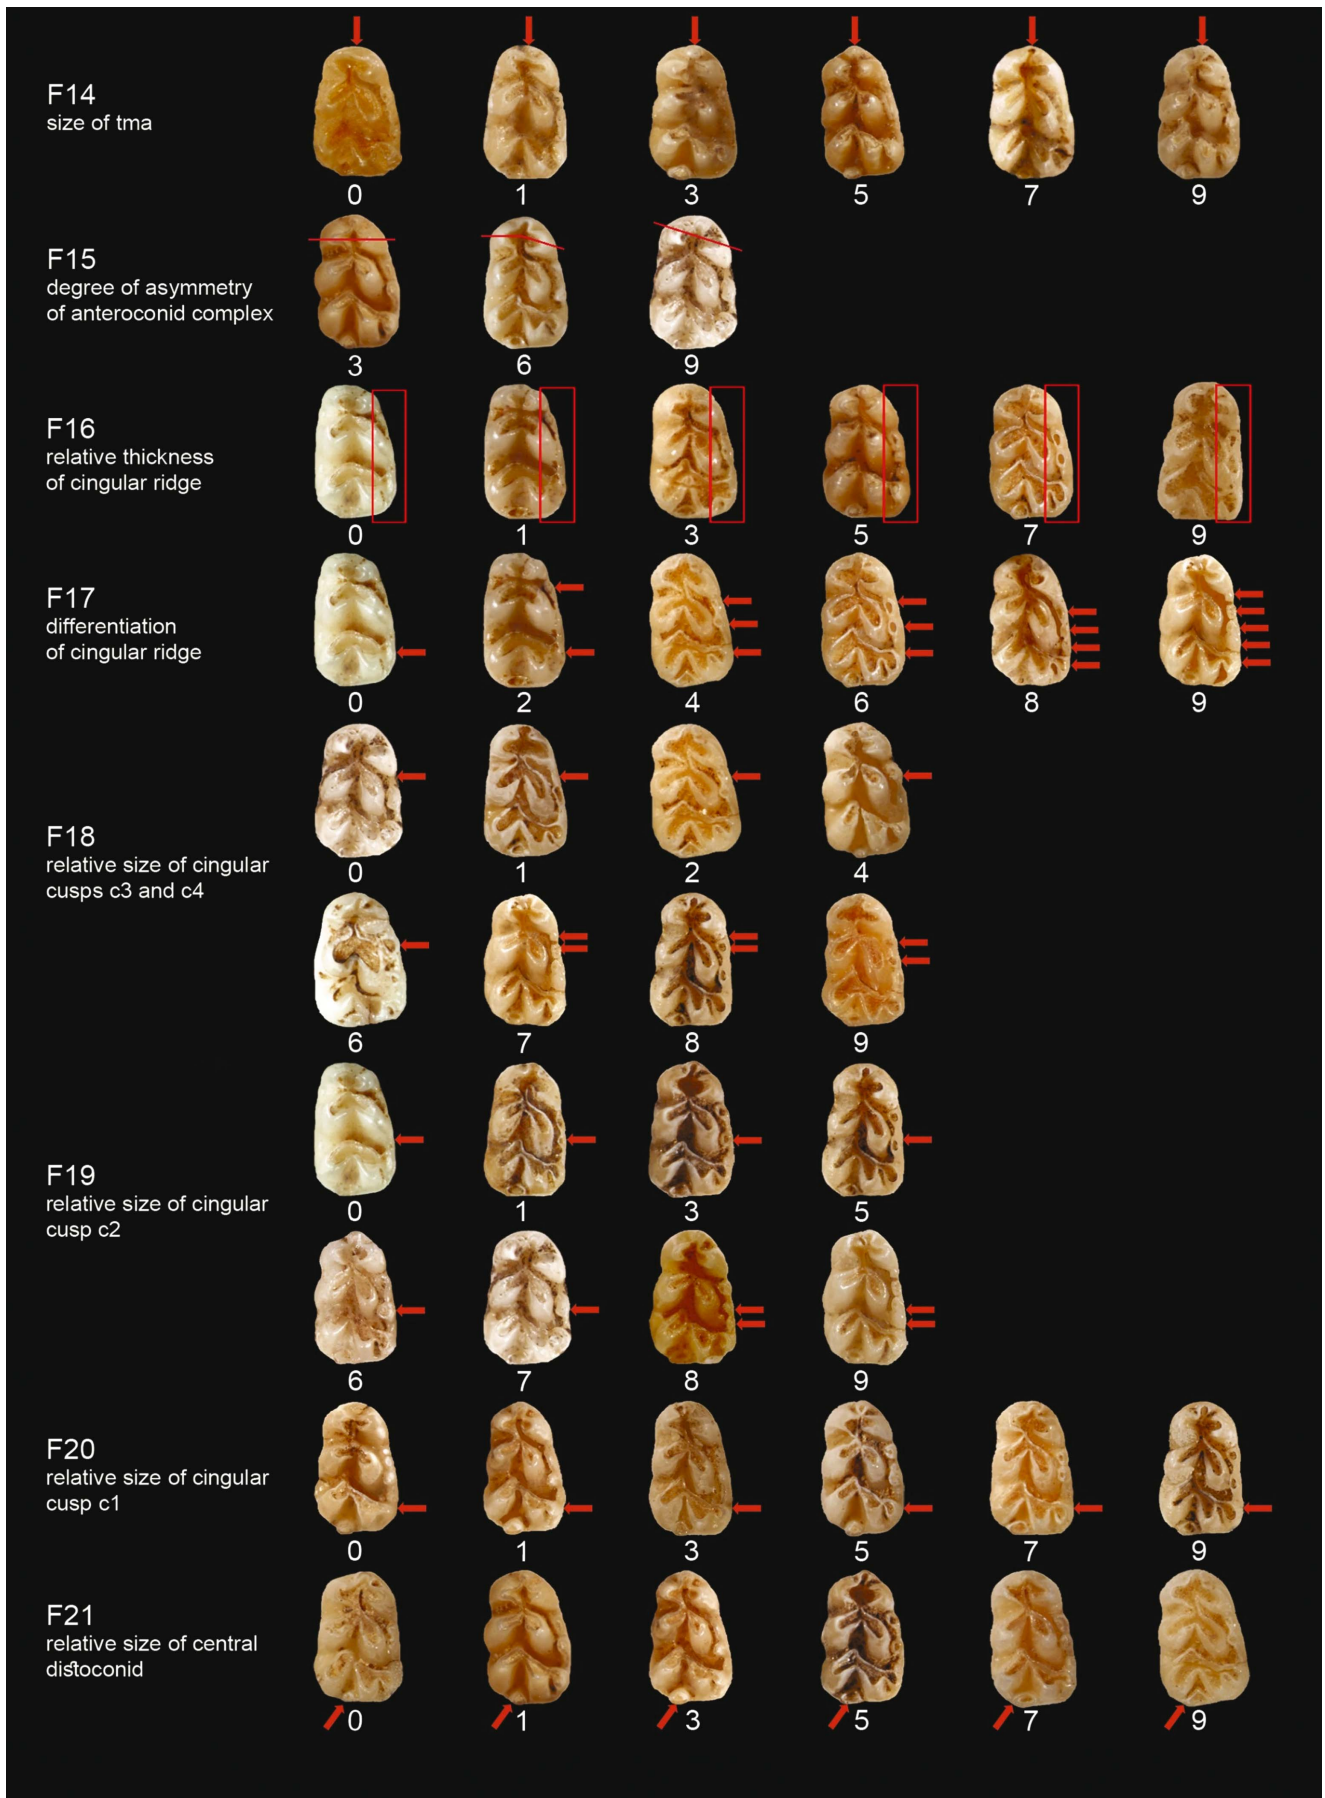 F14
size of tma
0 1 3 5 7 9
F15
degree of asymmetry
of anteroconid complex
3 6 9
F16
relative thickness
of cingular ridge
0 1 3 5 7 9
F17
differentiation
of cingular ridge
0 2 4 6 8 9
F18
relative size of cingular
cusps c3 and c4
0 1 2 4
6 7 8 9
F19
relative size of cingular
cusp c2
0 1 3 5
6 7 8 9
F20
relative size of cingular
cusp c1
0 1 3 5 7 9
F21
relative size of central
distoconid
0 1 3 5 7 9